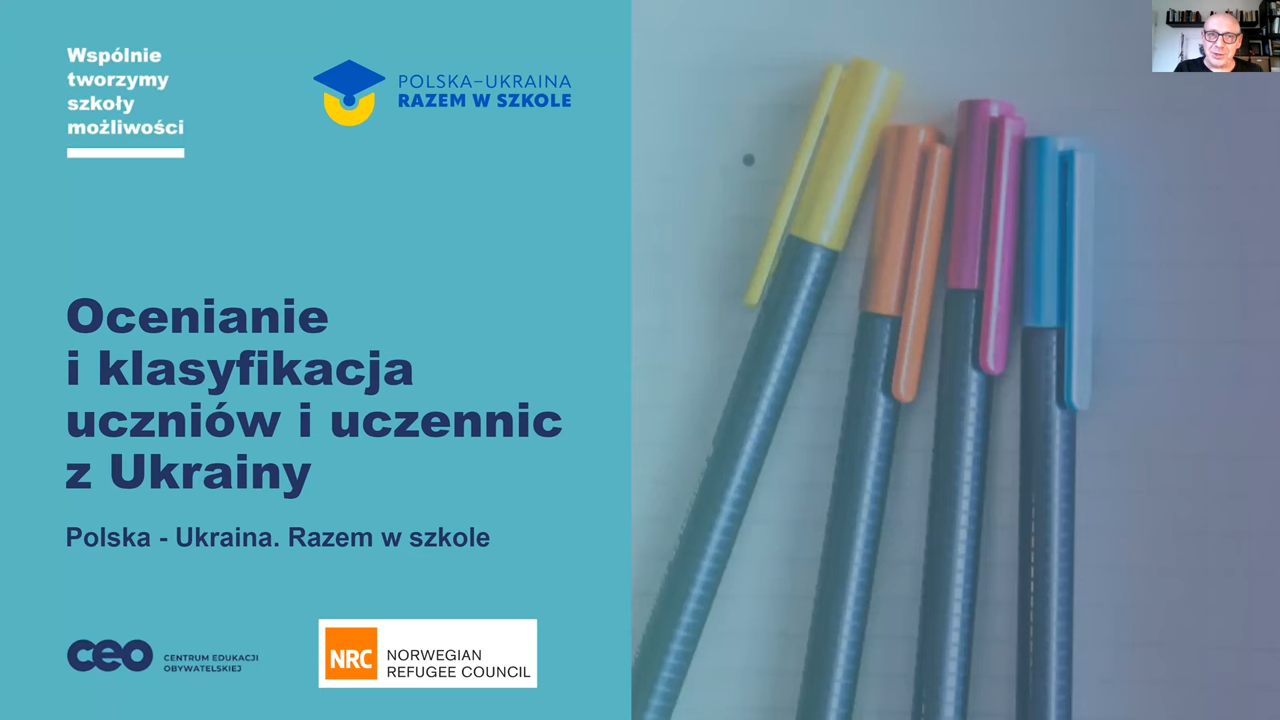 Wspólnie
tworzymy
szkoły
możliwości
POLSKA–UKRAINA
RAZEM W SZKOLE
Ocenianie
i klasyfikacja
uczniów i uczennic
z Ukrainy
Polska - Ukraina. Razem w szkole
ceo
CENTRUM EDUKACJI
OBYWATELSKIEJ
NRC
NORWEGIAN
REFUGEE COUNCIL